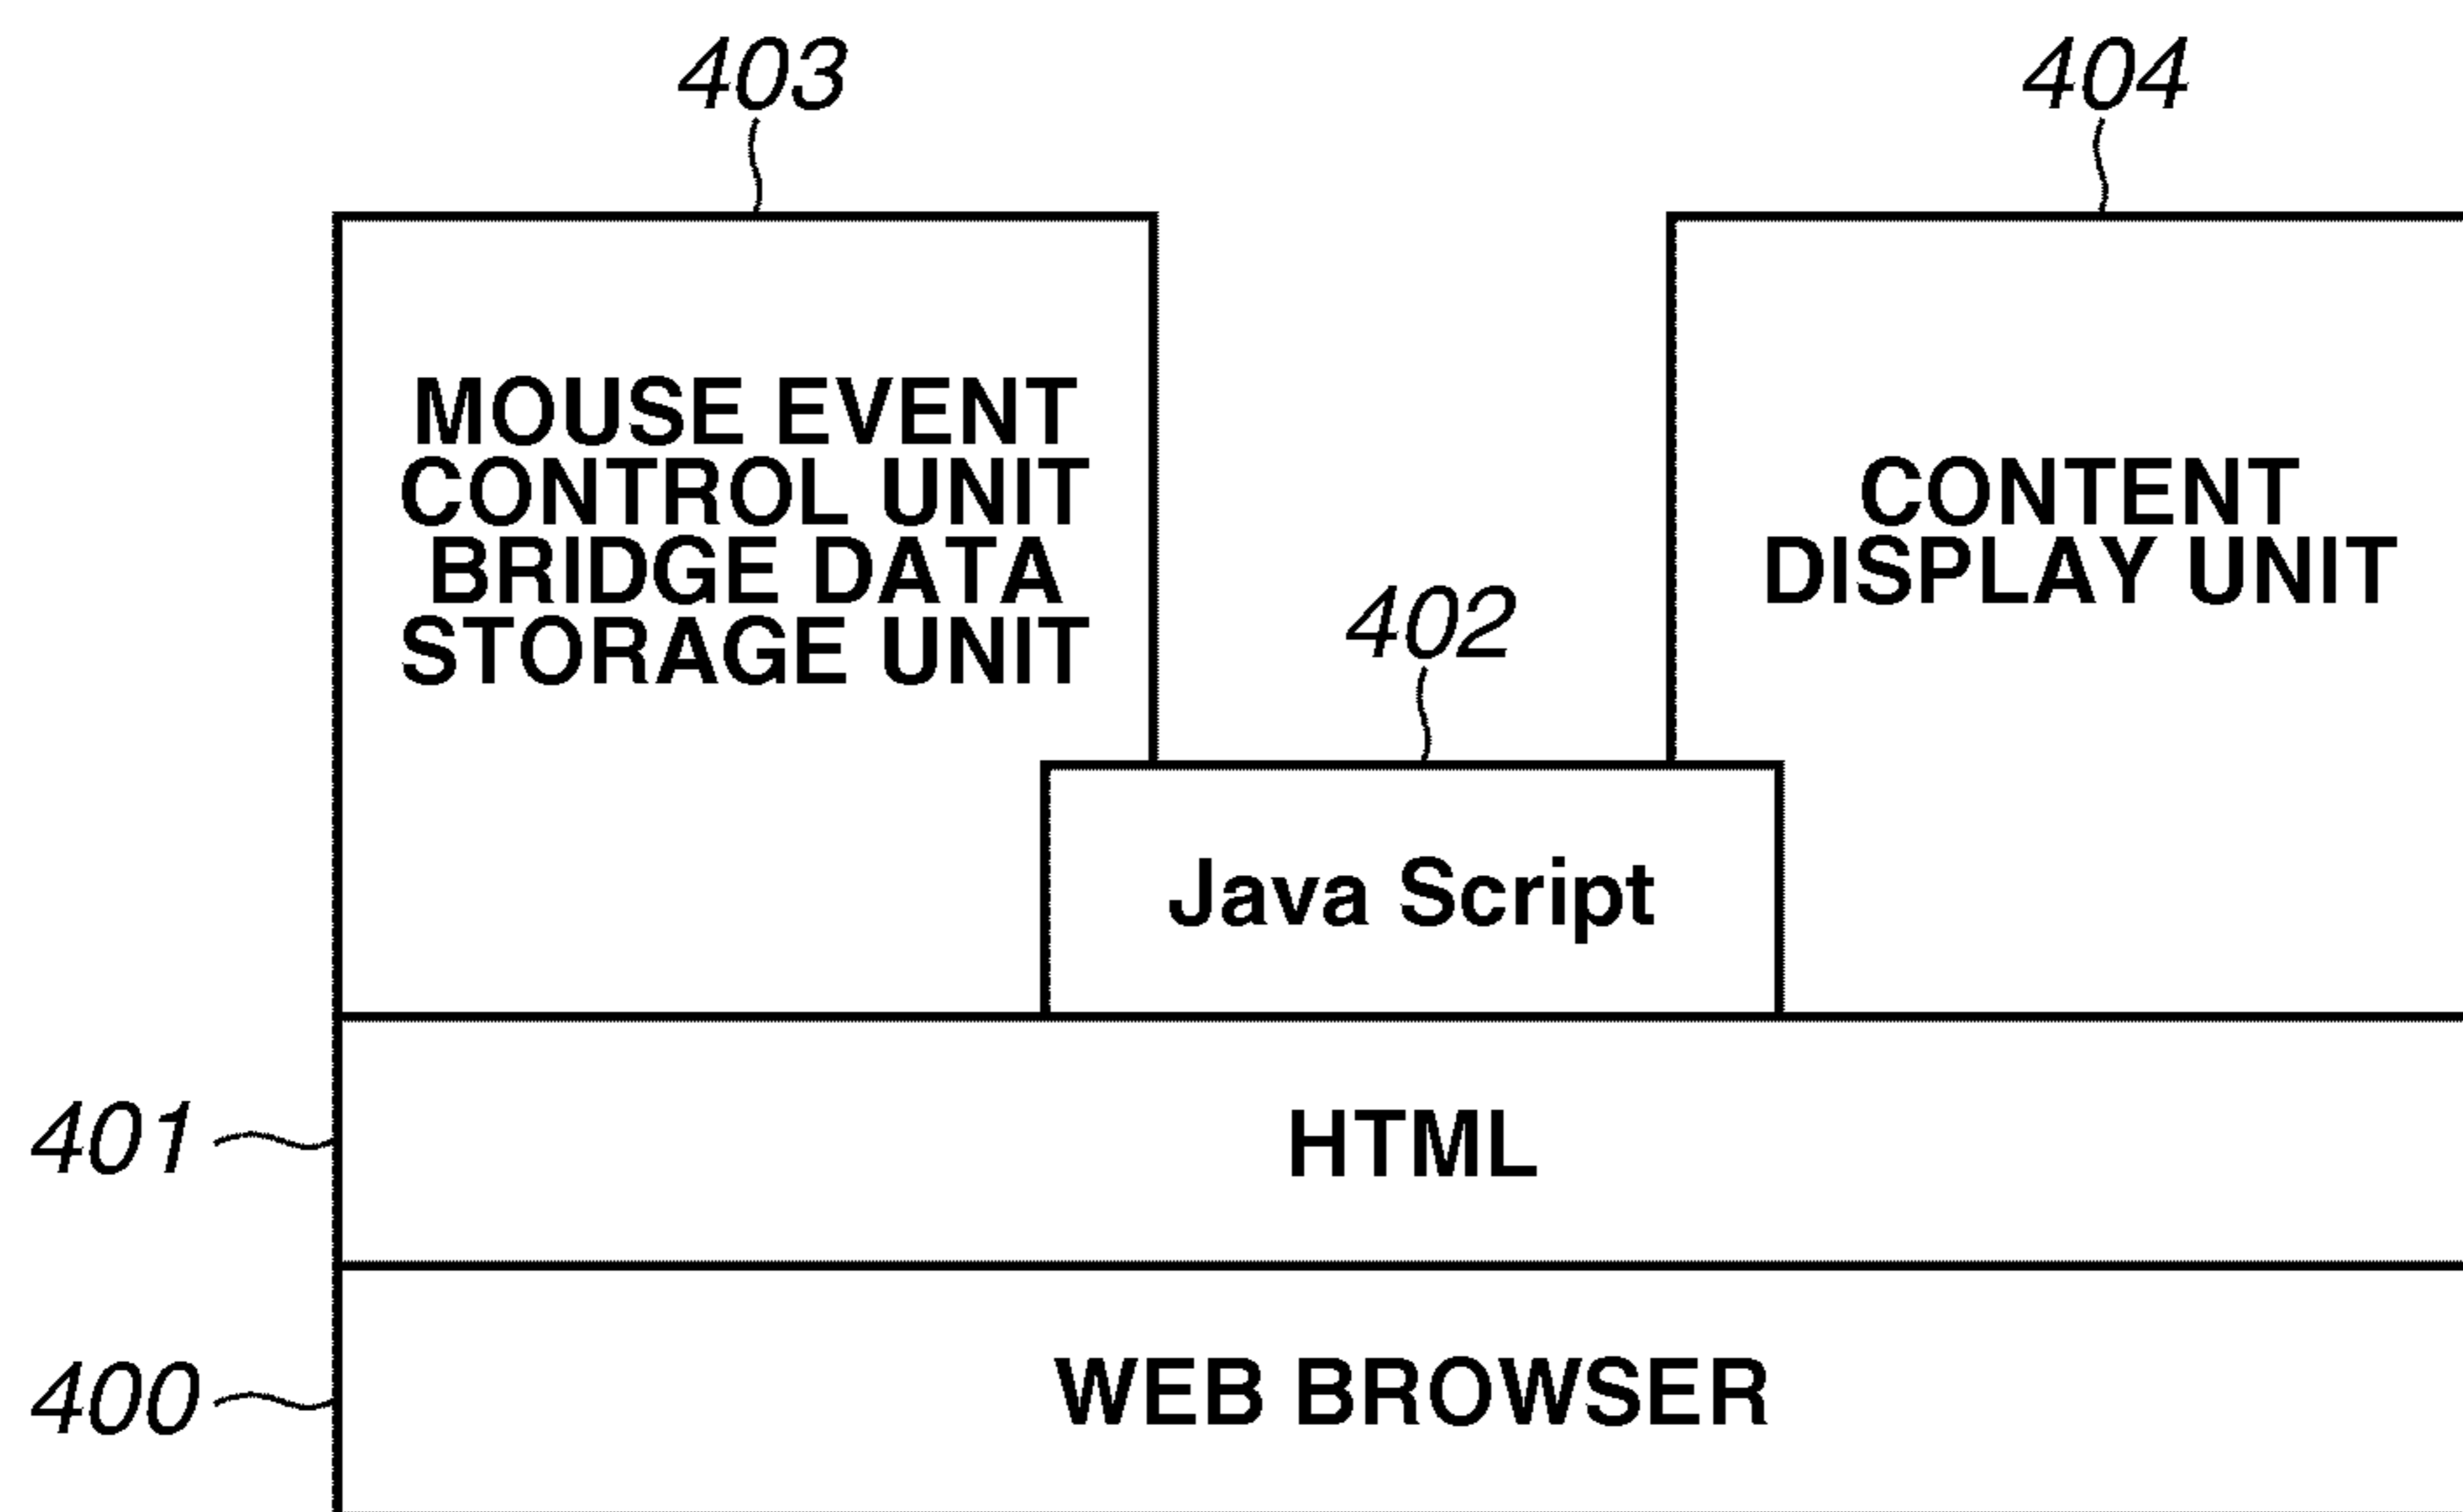 403
404
MOUSE EVENT
CONTROL UNIT
BRIDGE DATA
STORAGE UNIT
CONTENT
DISPLAY UNIT
402
Java Script
401
HTML
400
WEB BROWSER